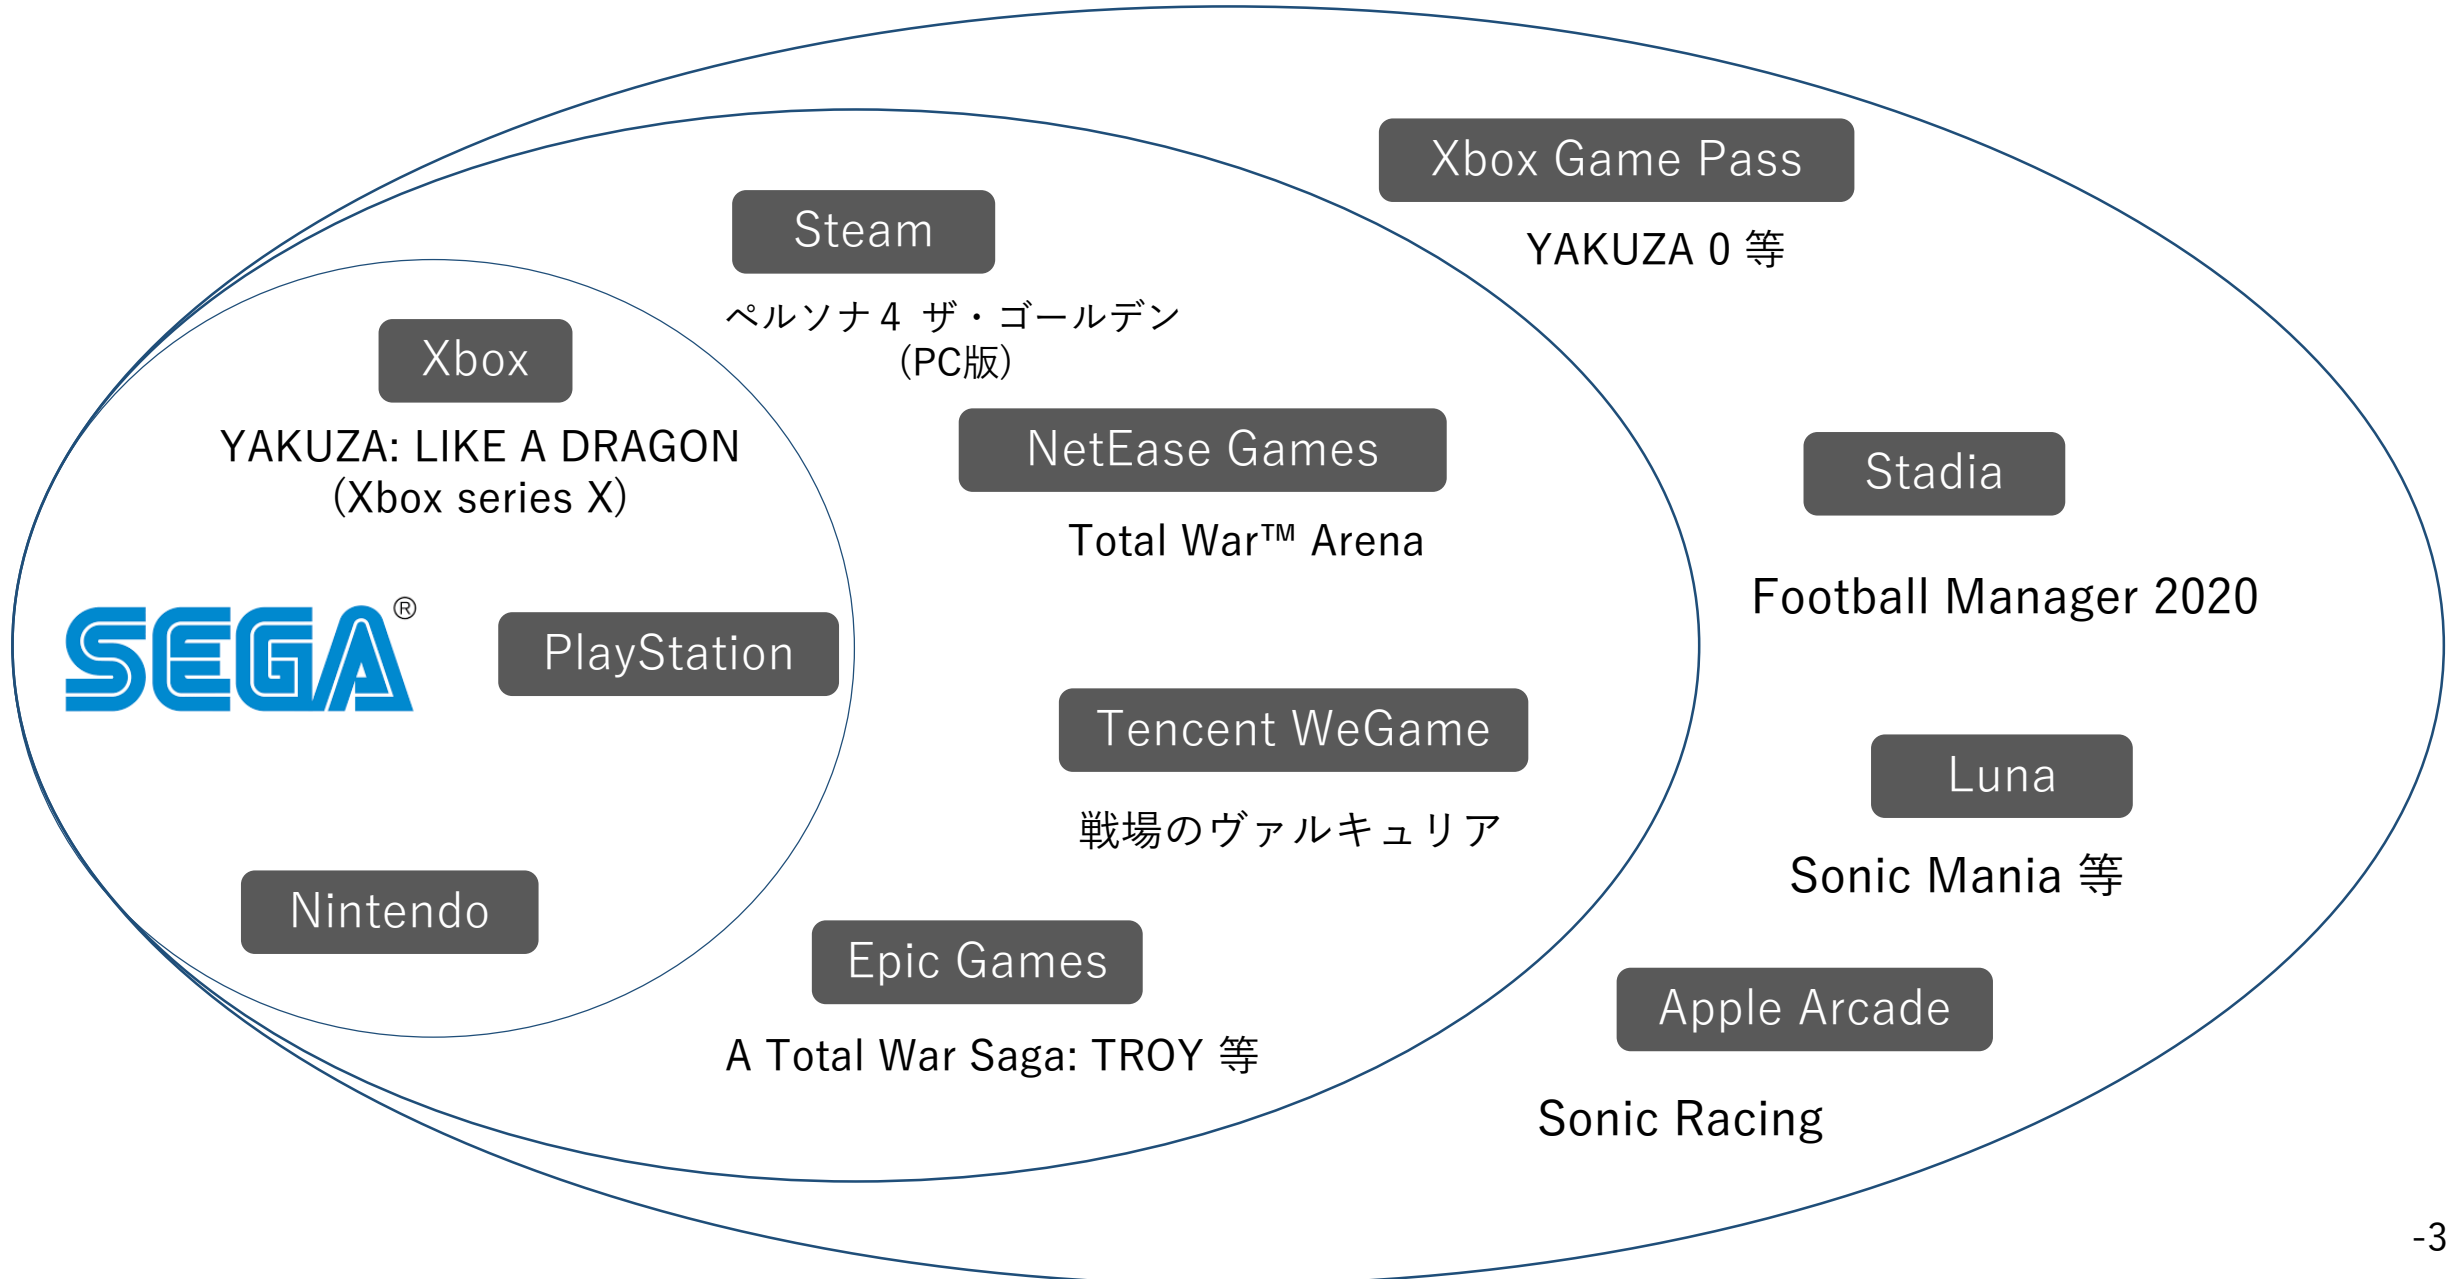 Xbox Game Pass
YAKUZA 0 等
Steam
ペルソナ４ ザ・ゴールデン
(PC版)
Xbox
YAKUZA: LIKE A DRAGON
(Xbox series X)
NetEase Games
Total War™ Arena
Stadia
Football Manager 2020
SEGA®
PlayStation
Tencent WeGame
戦場のヴァルキュリア
Luna
Sonic Mania 等
Nintendo
Epic Games
A Total War Saga: TROY 等
Apple Arcade
Sonic Racing
-3